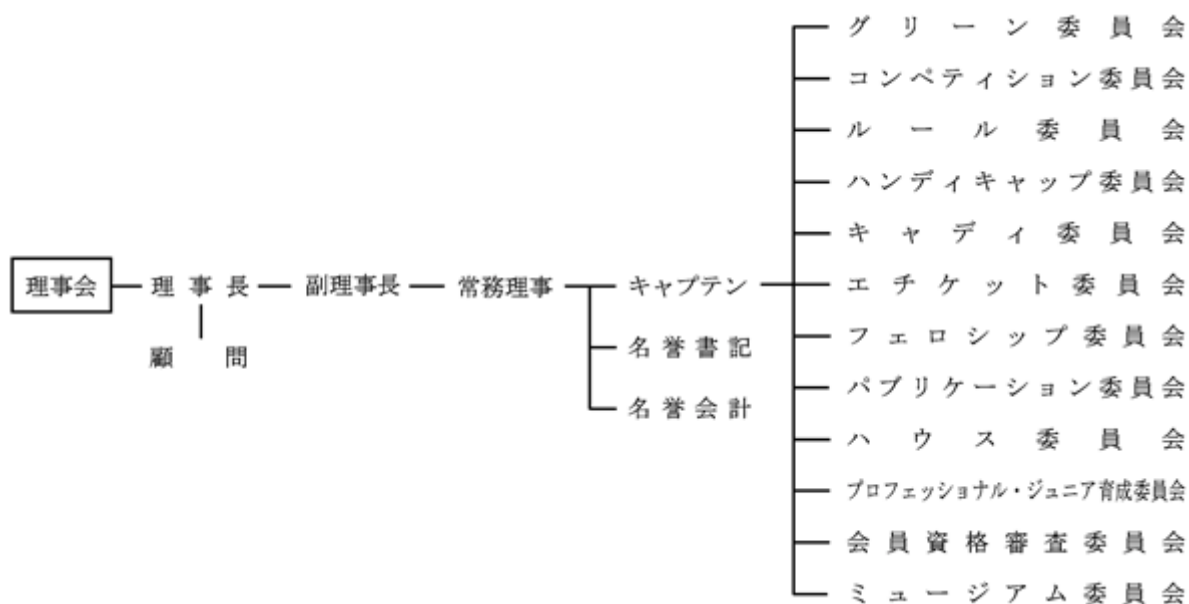 理事会
理事長
顧問
副理事長
常務理事
キャプテン
名誉書記
名誉会計
グリーン委員会
コンペティション委員会
ルール委員会
ハンディキャップ委員会
キャディ委員会
エチケット委員会
フェロシップ委員会
パブリケーション委員会
ハウス委員会
プロフェッショナル・ジュニア育成委員会
会員資格審査委員会
ミュージアム委員会